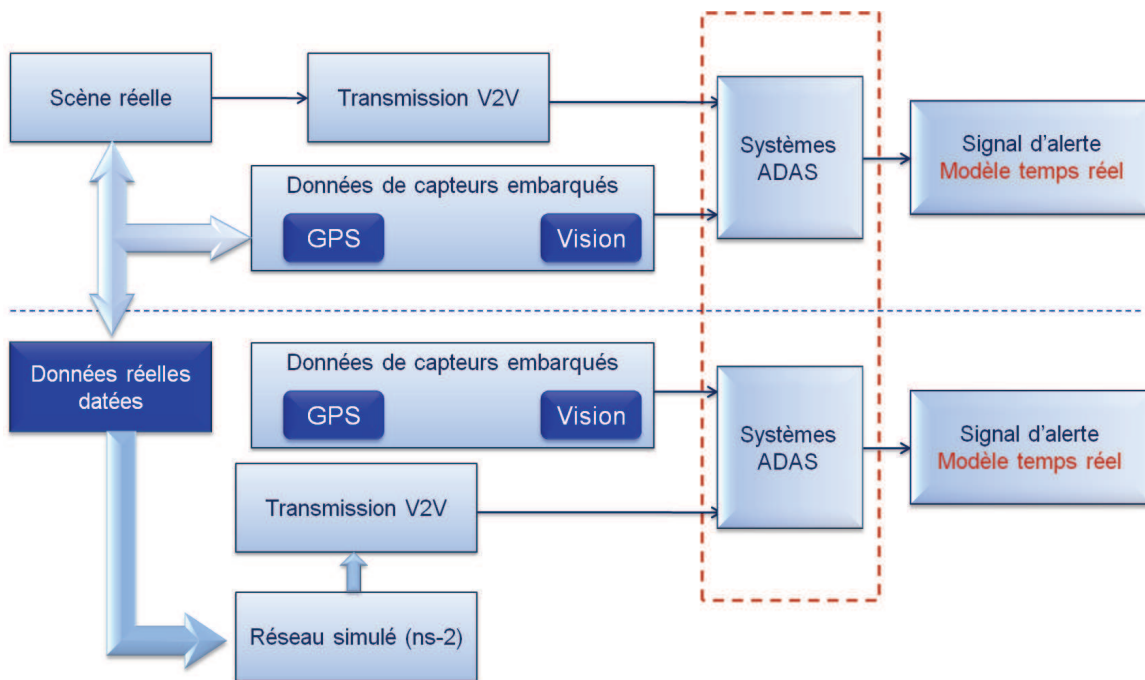 Scène réelle
Transmission V2V
Systèmes
ADAS
Signal d'alerte
Modèle temps réel
Données de capteurs embarqués
GPS
Vision
Données réelles
datées
Données de capteurs embarqués
GPS
Vision
Systèmes
ADAS
Signal d'alerte
Modèle temps réel
Transmission V2V
Réseau simulé (ns-2)